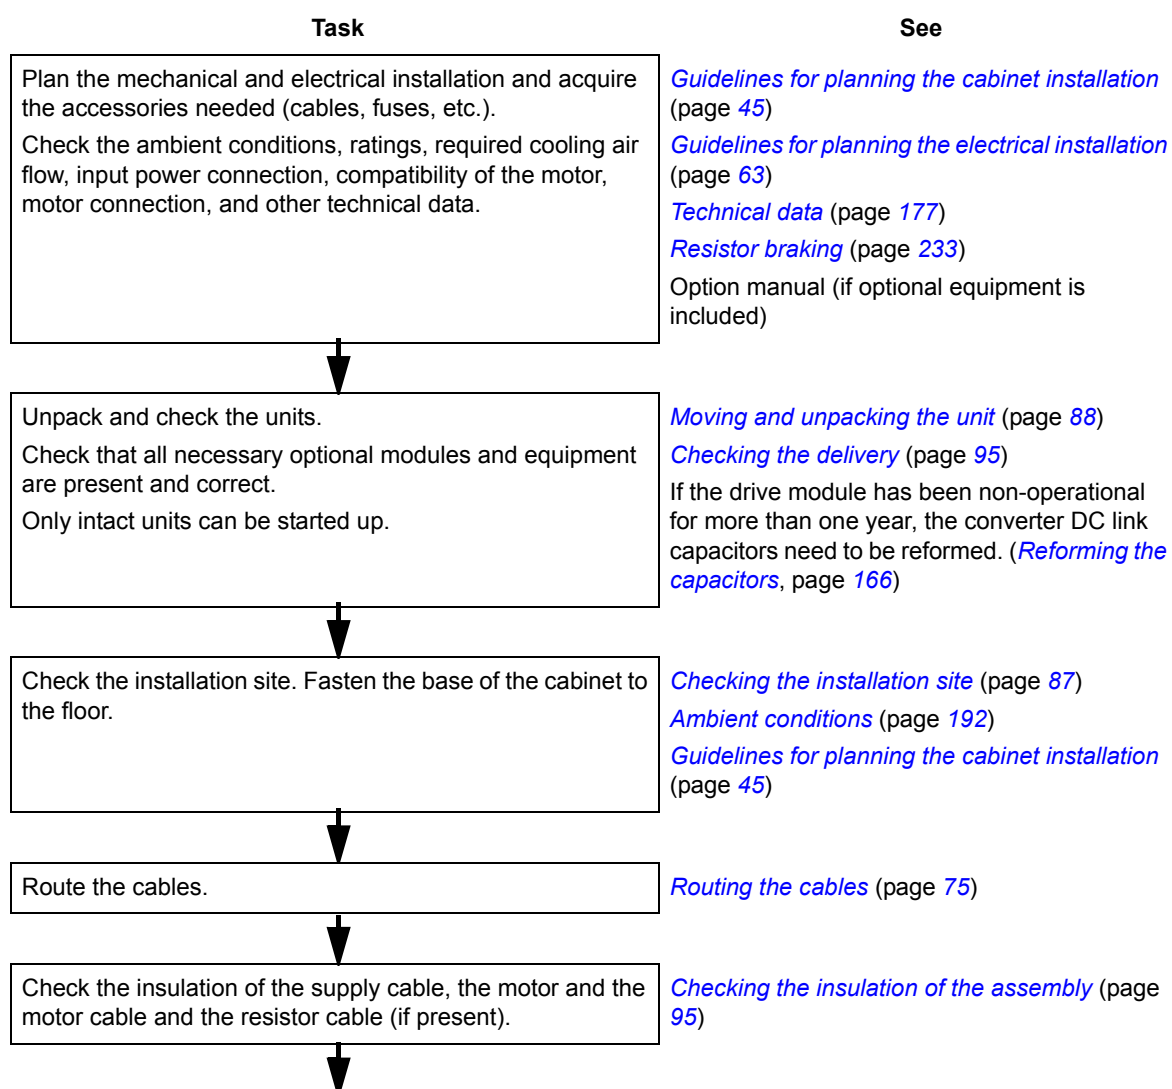 Task
See
Plan the mechanical and electrical installation and acquire
the accessories needed (cables, fuses, etc.).
Check the ambient conditions, ratings, required cooling air
flow, input power connection, compatibility of the motor,
motor connection, and other technical data.
Guidelines for planning the cabinet installation
(page 45)
Guidelines for planning the electrical installation
(page 63)
Technical data (page 177)
Resistor braking (page 233)
Option manual (if optional equipment is
included)
Unpack and check the units.
Check that all necessary optional modules and equipment
are present and correct.
Only intact units can be started up.
Moving and unpacking the unit (page 88)
Checking the delivery (page 95)
If the drive module has been non-operational
for more than one year, the converter DC link
capacitors need to be reformed. (Reforming the
capacitors, page 166)
Check the installation site. Fasten the base of the cabinet to
the floor.
Checking the installation site (page 87)
Ambient conditions (page 192)
Guidelines for planning the cabinet installation
(page 45)
Route the cables.
Routing the cables (page 75)
Check the insulation of the supply cable, the motor and the
motor cable and the resistor cable (if present).
Checking the insulation of the assembly (page
95)